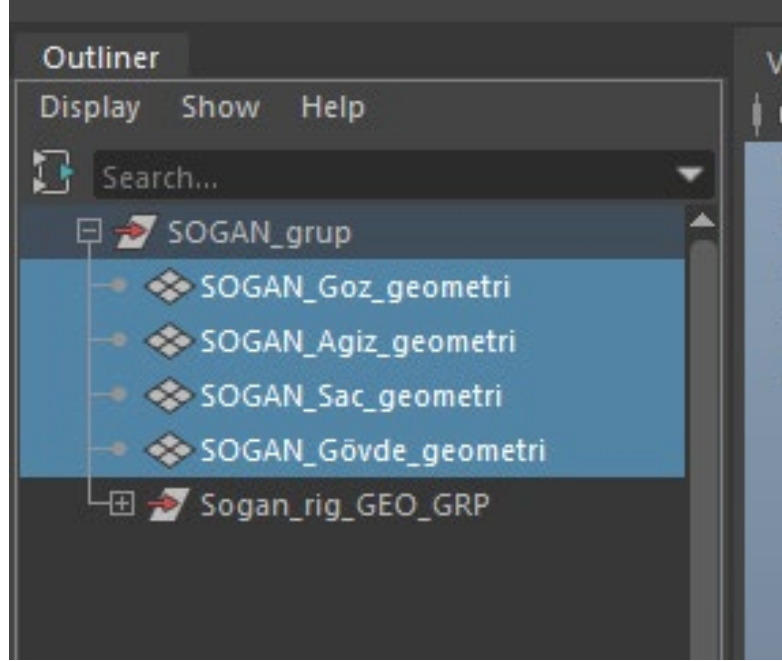 Outliner
Display Show Help
Search...
SOGAN_grup
SOGAN_Goz_geometri
SOGAN_Agiz_geometri
SOGAN_Sac_geometri
SOGAN_Gövde_geometri
Sogan_rig_GEO_GRP